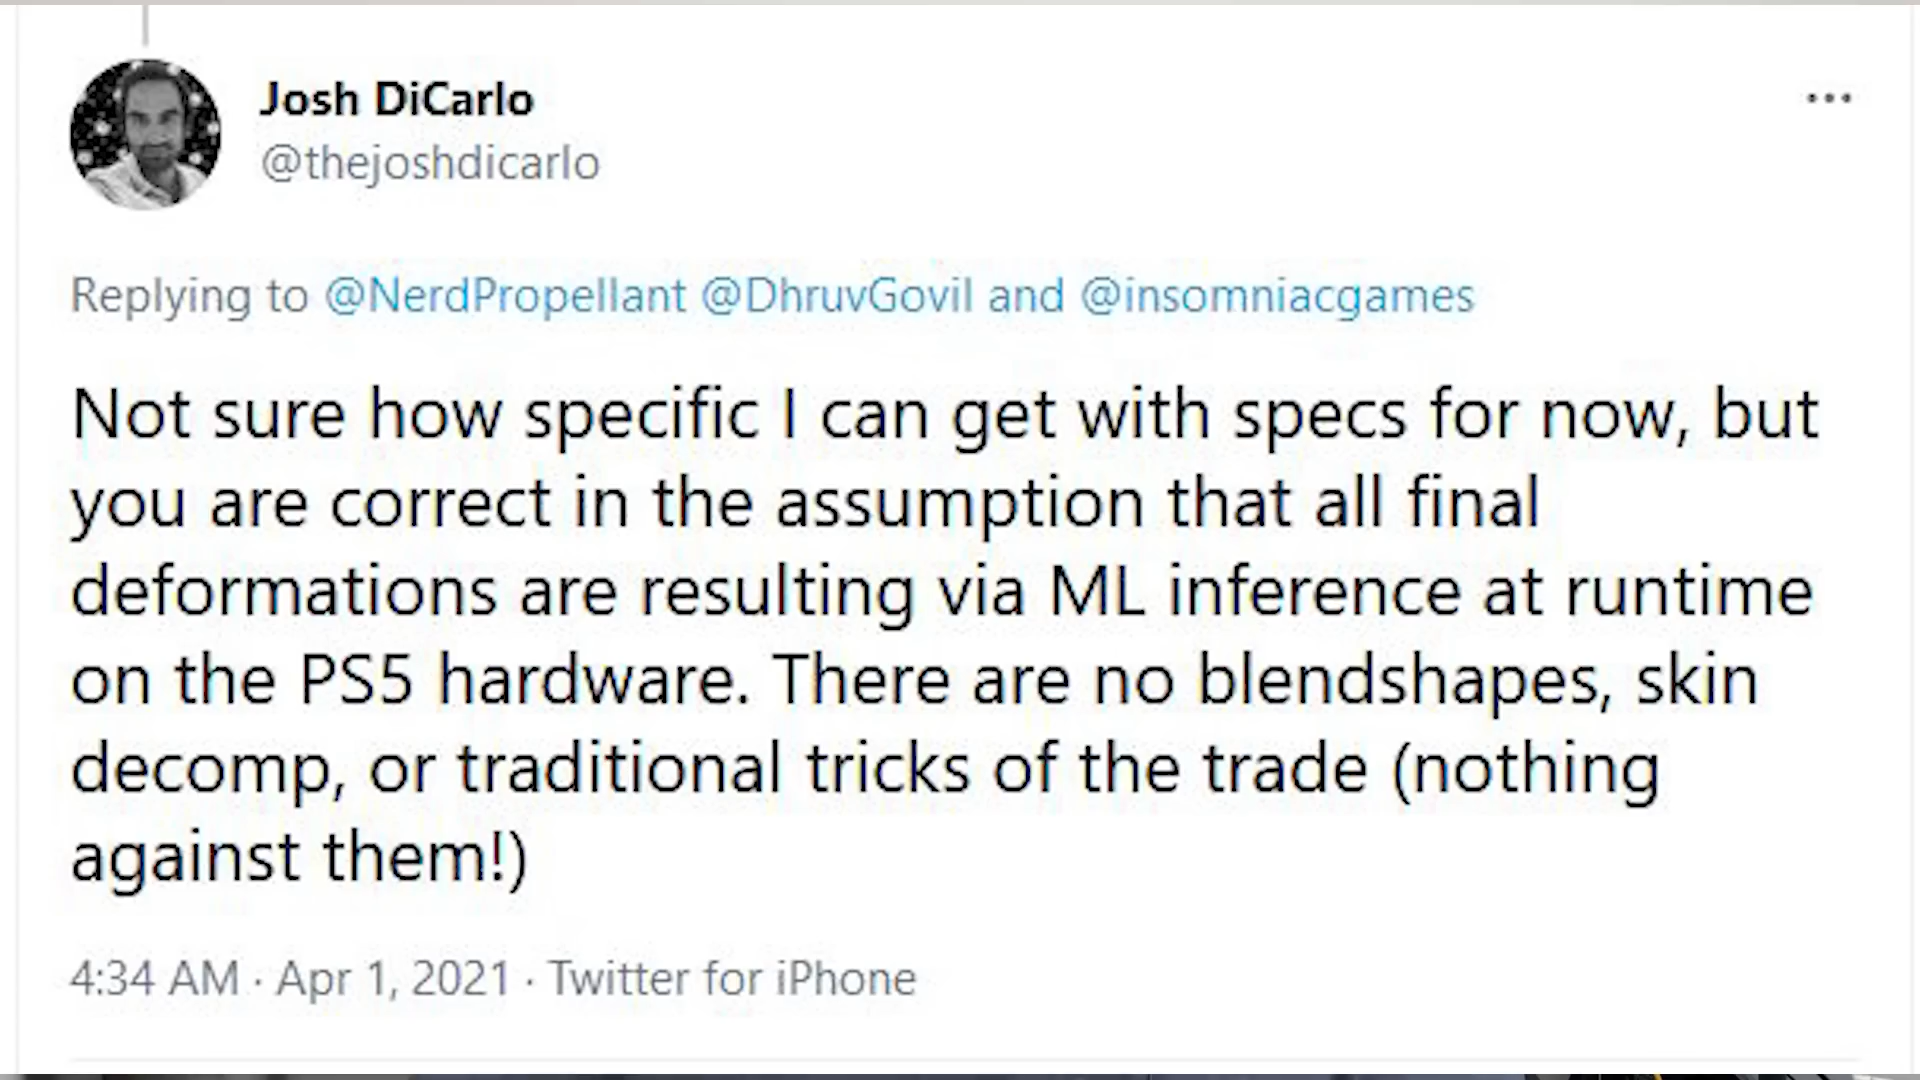 Josh DiCarlo
@thejoshdicarlo
Replying to @NerdPropellant @DhruvGovil and @insomniacgames
Not sure how specific I can get with specs for now, but
you are correct in the assumption that all final
deformations are resulting via ML inference at runtime
on the PS5 hardware. There are no blendshapes, skin
decomp, or traditional tricks of the trade (nothing
against them!)
4:34 AM · Apr 1, 2021 · Twitter for iPhone